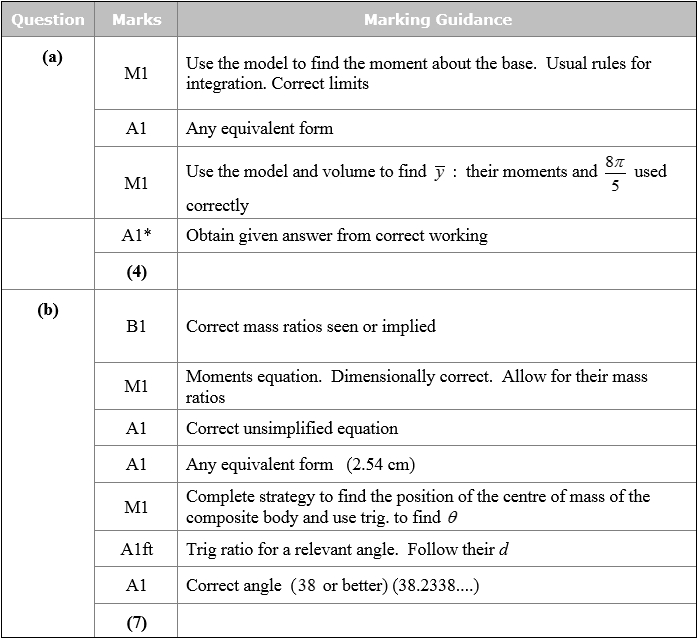 Question Marks Marking Guidance
(a)
M1 Use the model to find the moment about the base. Usual rules for
integration. Correct limits
A1 Any equivalent form
M1 Use the model and volume to find y̅ : their moments and 8π/5 used
correctly
A1* Obtain given answer from correct working
(4)
(b)
B1 Correct mass ratios seen or implied
M1 Moments equation. Dimensionally correct. Allow for their mass
ratios
A1 Correct unsimplified equation
A1 Any equivalent form (2.54 cm)
M1 Complete strategy to find the position of the centre of mass of the
composite body and use trig. to find θ
A1ft Trig ratio for a relevant angle. Follow their d
A1 Correct angle (38 or better) (38.2338....)
(7)